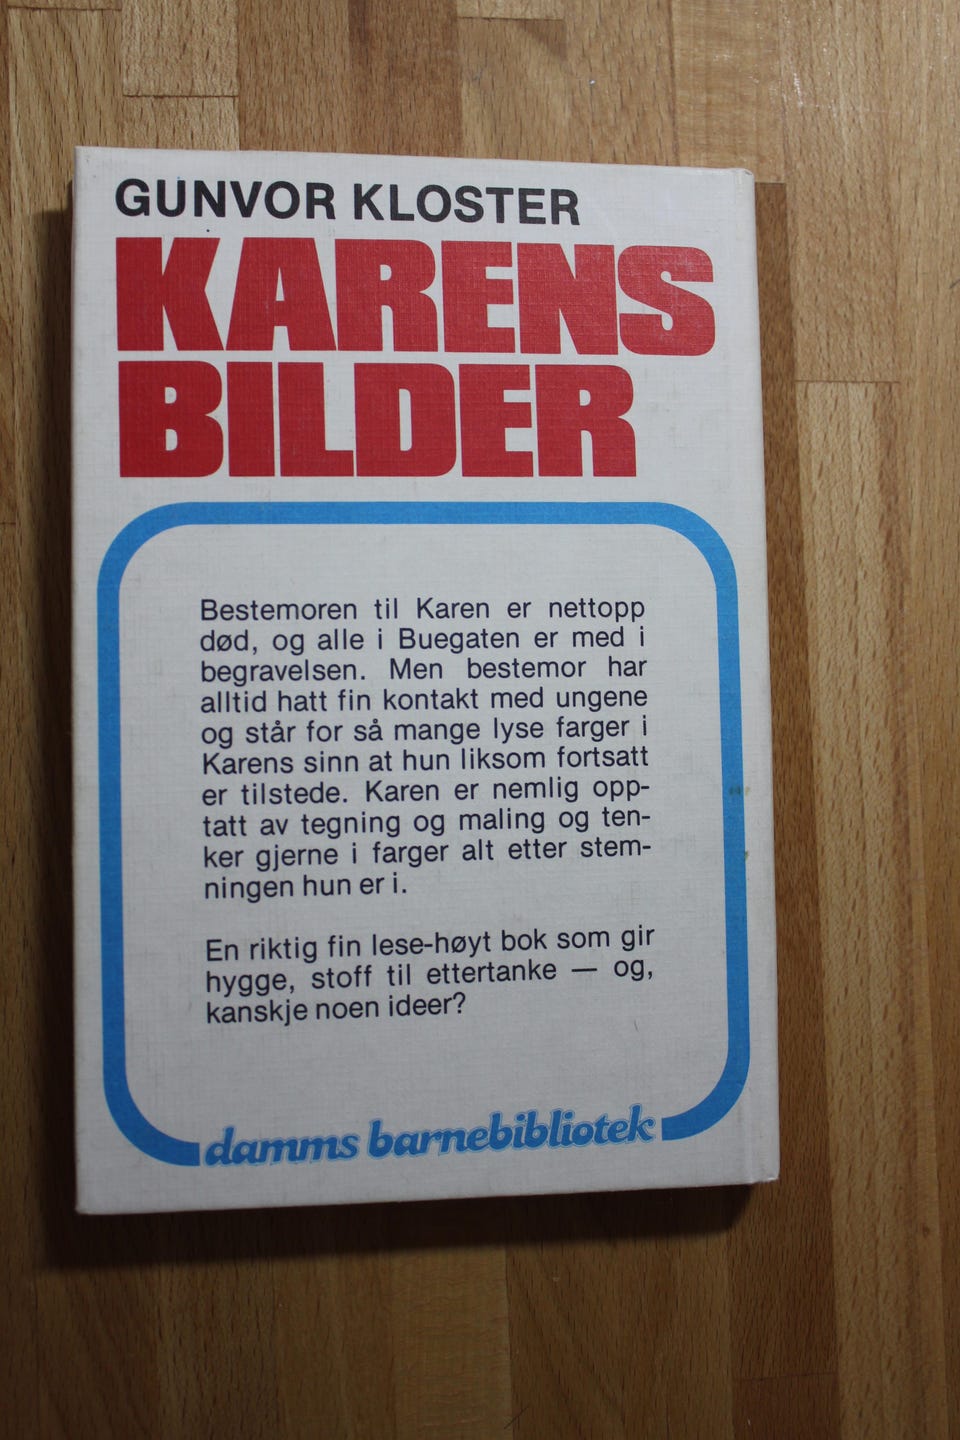 GUNVOR KLOSTER
KARENS
BILDER
Bestemoren til Karen er nettopp
død, og alle i Buegaten er med i
begravelsen. Men bestemor har
alltid hatt fin kontakt med ungene
og står for så mange lyse farger i
Karens sinn at hun liksom fortsatt
er tilstede. Karen er nemlig opp-
tatt av tegning og maling og ten-
ker gjerne i farger alt etter stem-
ningen hun er i.
En riktig fin lese-høyt bok som gir
hygge, stoff til ettertanke — og,
kanskje noen ideer?
damms barnebibliotek